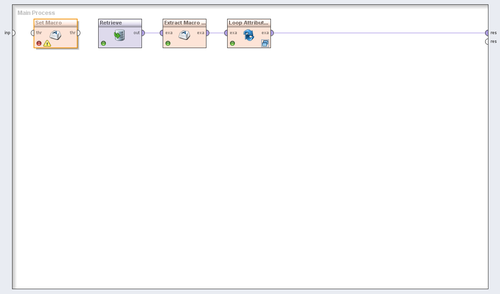 Main Process
Set Macro
Retrieve
Extract Macro ...
Loop Attribut...
inp
thr
thr
out
exa
exa
exa
exa
res
res